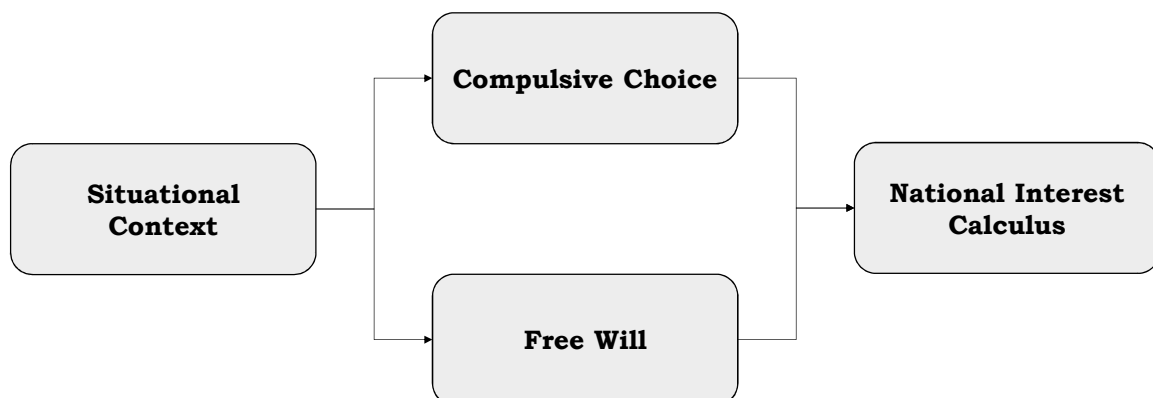 Compulsive Choice
Situational
Context
National Interest
Calculus
Free Will